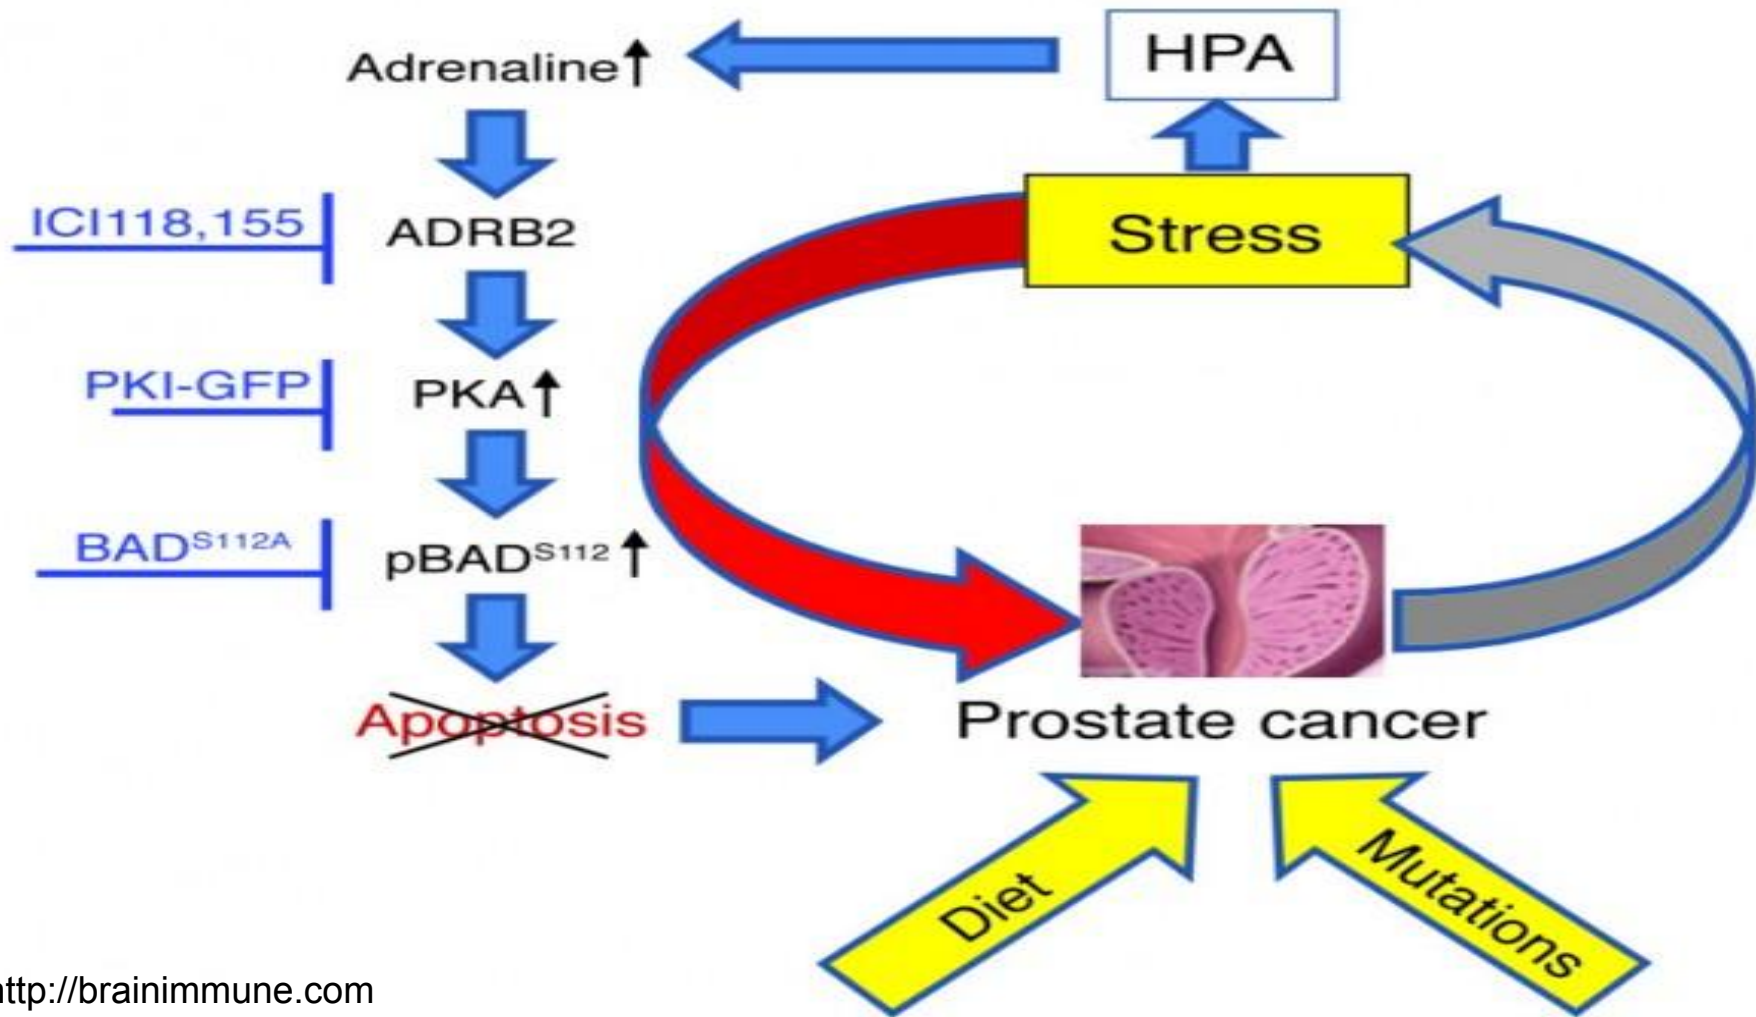 HPA
Adrenaline↑
Stress
ICI118,155
ADRB2
PKI-GFP
PKA↑
BADS112A
pBADS112↑
Apoptosis
Prostate cancer
Diet
Mutations
http://brainimmune.com